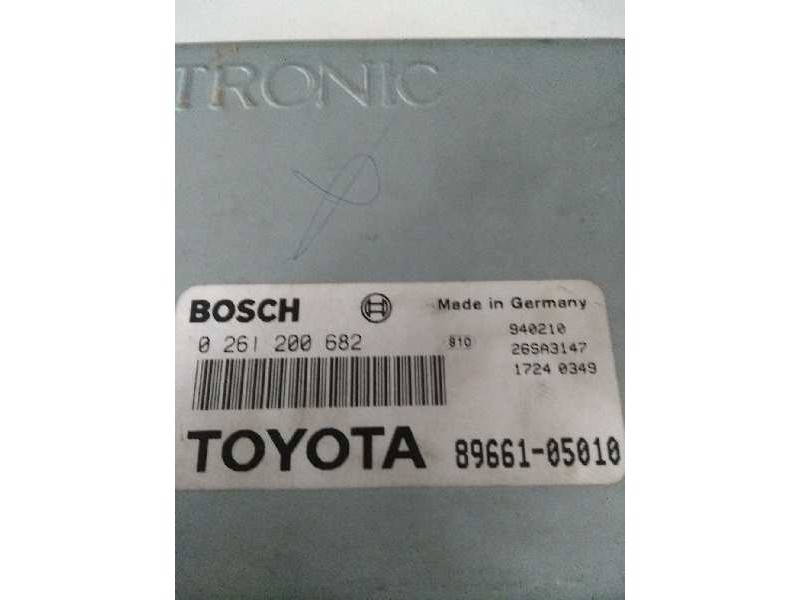 TRONIC
BOSCH Made in Germany
0 261 200 682 810 940210
26SA3147
1724 0349
TOYOTA 89661-05010